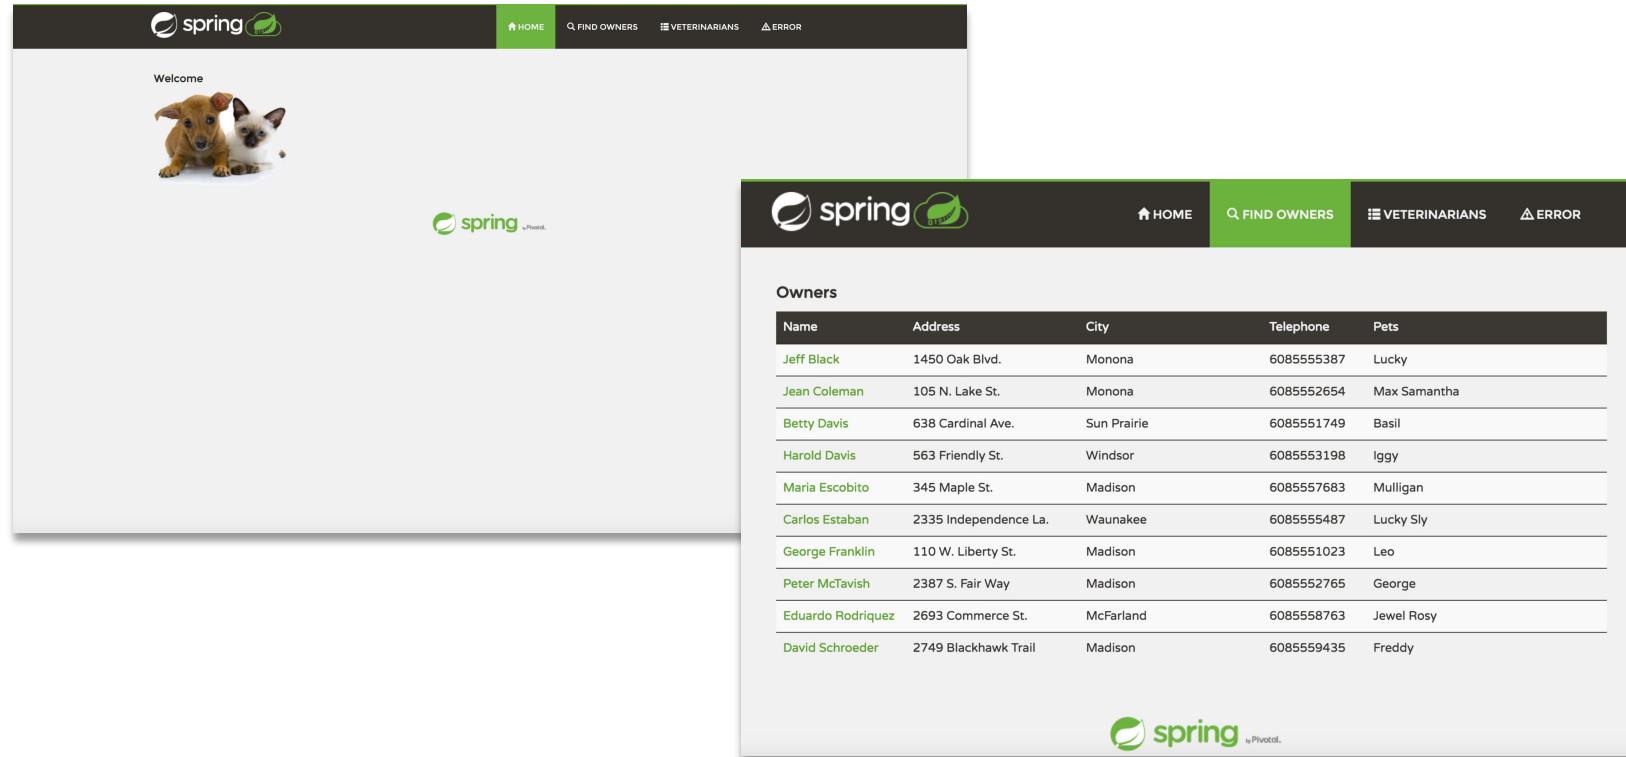 spring
HOME FIND OWNERS VETERINARIANS ERROR
Welcome
spring by Pivotal.
spring
HOME FIND OWNERS VETERINARIANS ERROR
Owners
Name Address City Telephone Pets
Jeff Black 1450 Oak Blvd. Monona 6085555387 Lucky
Jean Coleman 105 N. Lake St. Monona 6085552654 Max Samantha
Betty Davis 638 Cardinal Ave. Sun Prairie 6085551749 Basil
Harold Davis 563 Friendly St. Windsor 6085553198 Iggy
Maria Escobito 345 Maple St. Madison 6085557683 Mulligan
Carlos Estaban 2335 Independence La. Waunakee 6085555487 Lucky Sly
George Franklin 110 W. Liberty St. Madison 6085551023 Leo
Peter McTavish 2387 S. Fair Way Madison 6085552765 George
Eduardo Rodriquez 2693 Commerce St. McFarland 6085558763 Jewel Rosy
David Schroeder 2749 Blackhawk Trail Madison 6085559435 Freddy
spring by Pivotal.